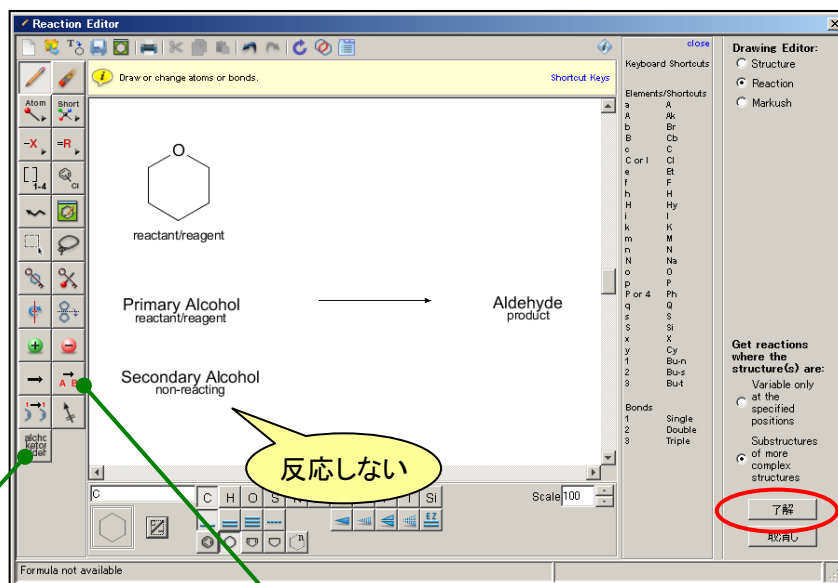 Reaction Editor
Draw or change atoms or bonds.
Shortcut Keys
Atom
Short
-X
=R
[ ]1-4
Cl
A B
O
reactant/reagent
Primary Alcohol
reactant/reagent
Aldehyde
product
Secondary Alcohol
non-reacting
反応しない
C
C H O S
I Si
EZ
n
Scale 100
Formula not available
close
Keyboard Shortcuts
Elements/Shortcuts
a A
A Ak
b Br
B Cb
c C
C or l Cl
e Et
f F
h H
H Hy
i I
k K
m M
n N
N Na
o O
p P
P or 4 Ph
q Q
s S
S Si
x X
y Cy
1 Bu-n
2 Bu-s
3 Bu-t
Bonds
1 Single
2 Double
3 Triple
Drawing Editor:
Structure
Reaction
Markush
Get reactions
where the
structure(s) are:
Variable only
at the
specified
positions
Substructures
of more
complex
structures
了解
取消し